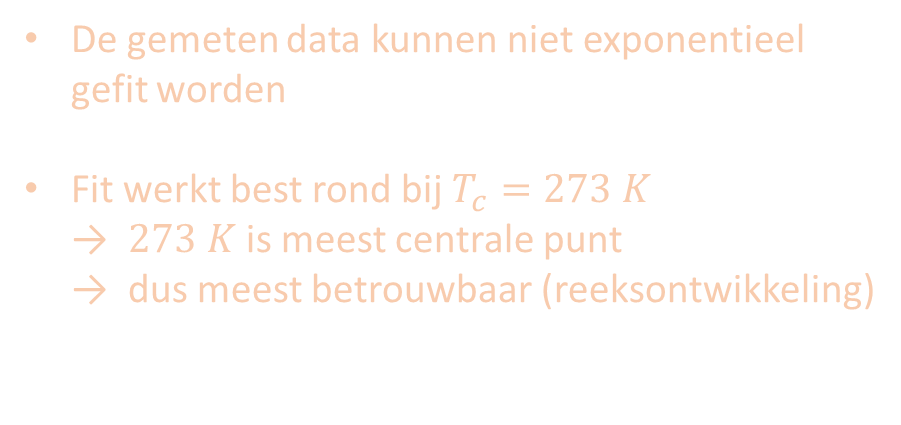 • De gemeten data kunnen niet exponentieel
gefit worden
• Fit werkt best rond bij T_c = 273 K
→ 273 K is meest centrale punt
→ dus meest betrouwbaar (reeksontwikkeling)